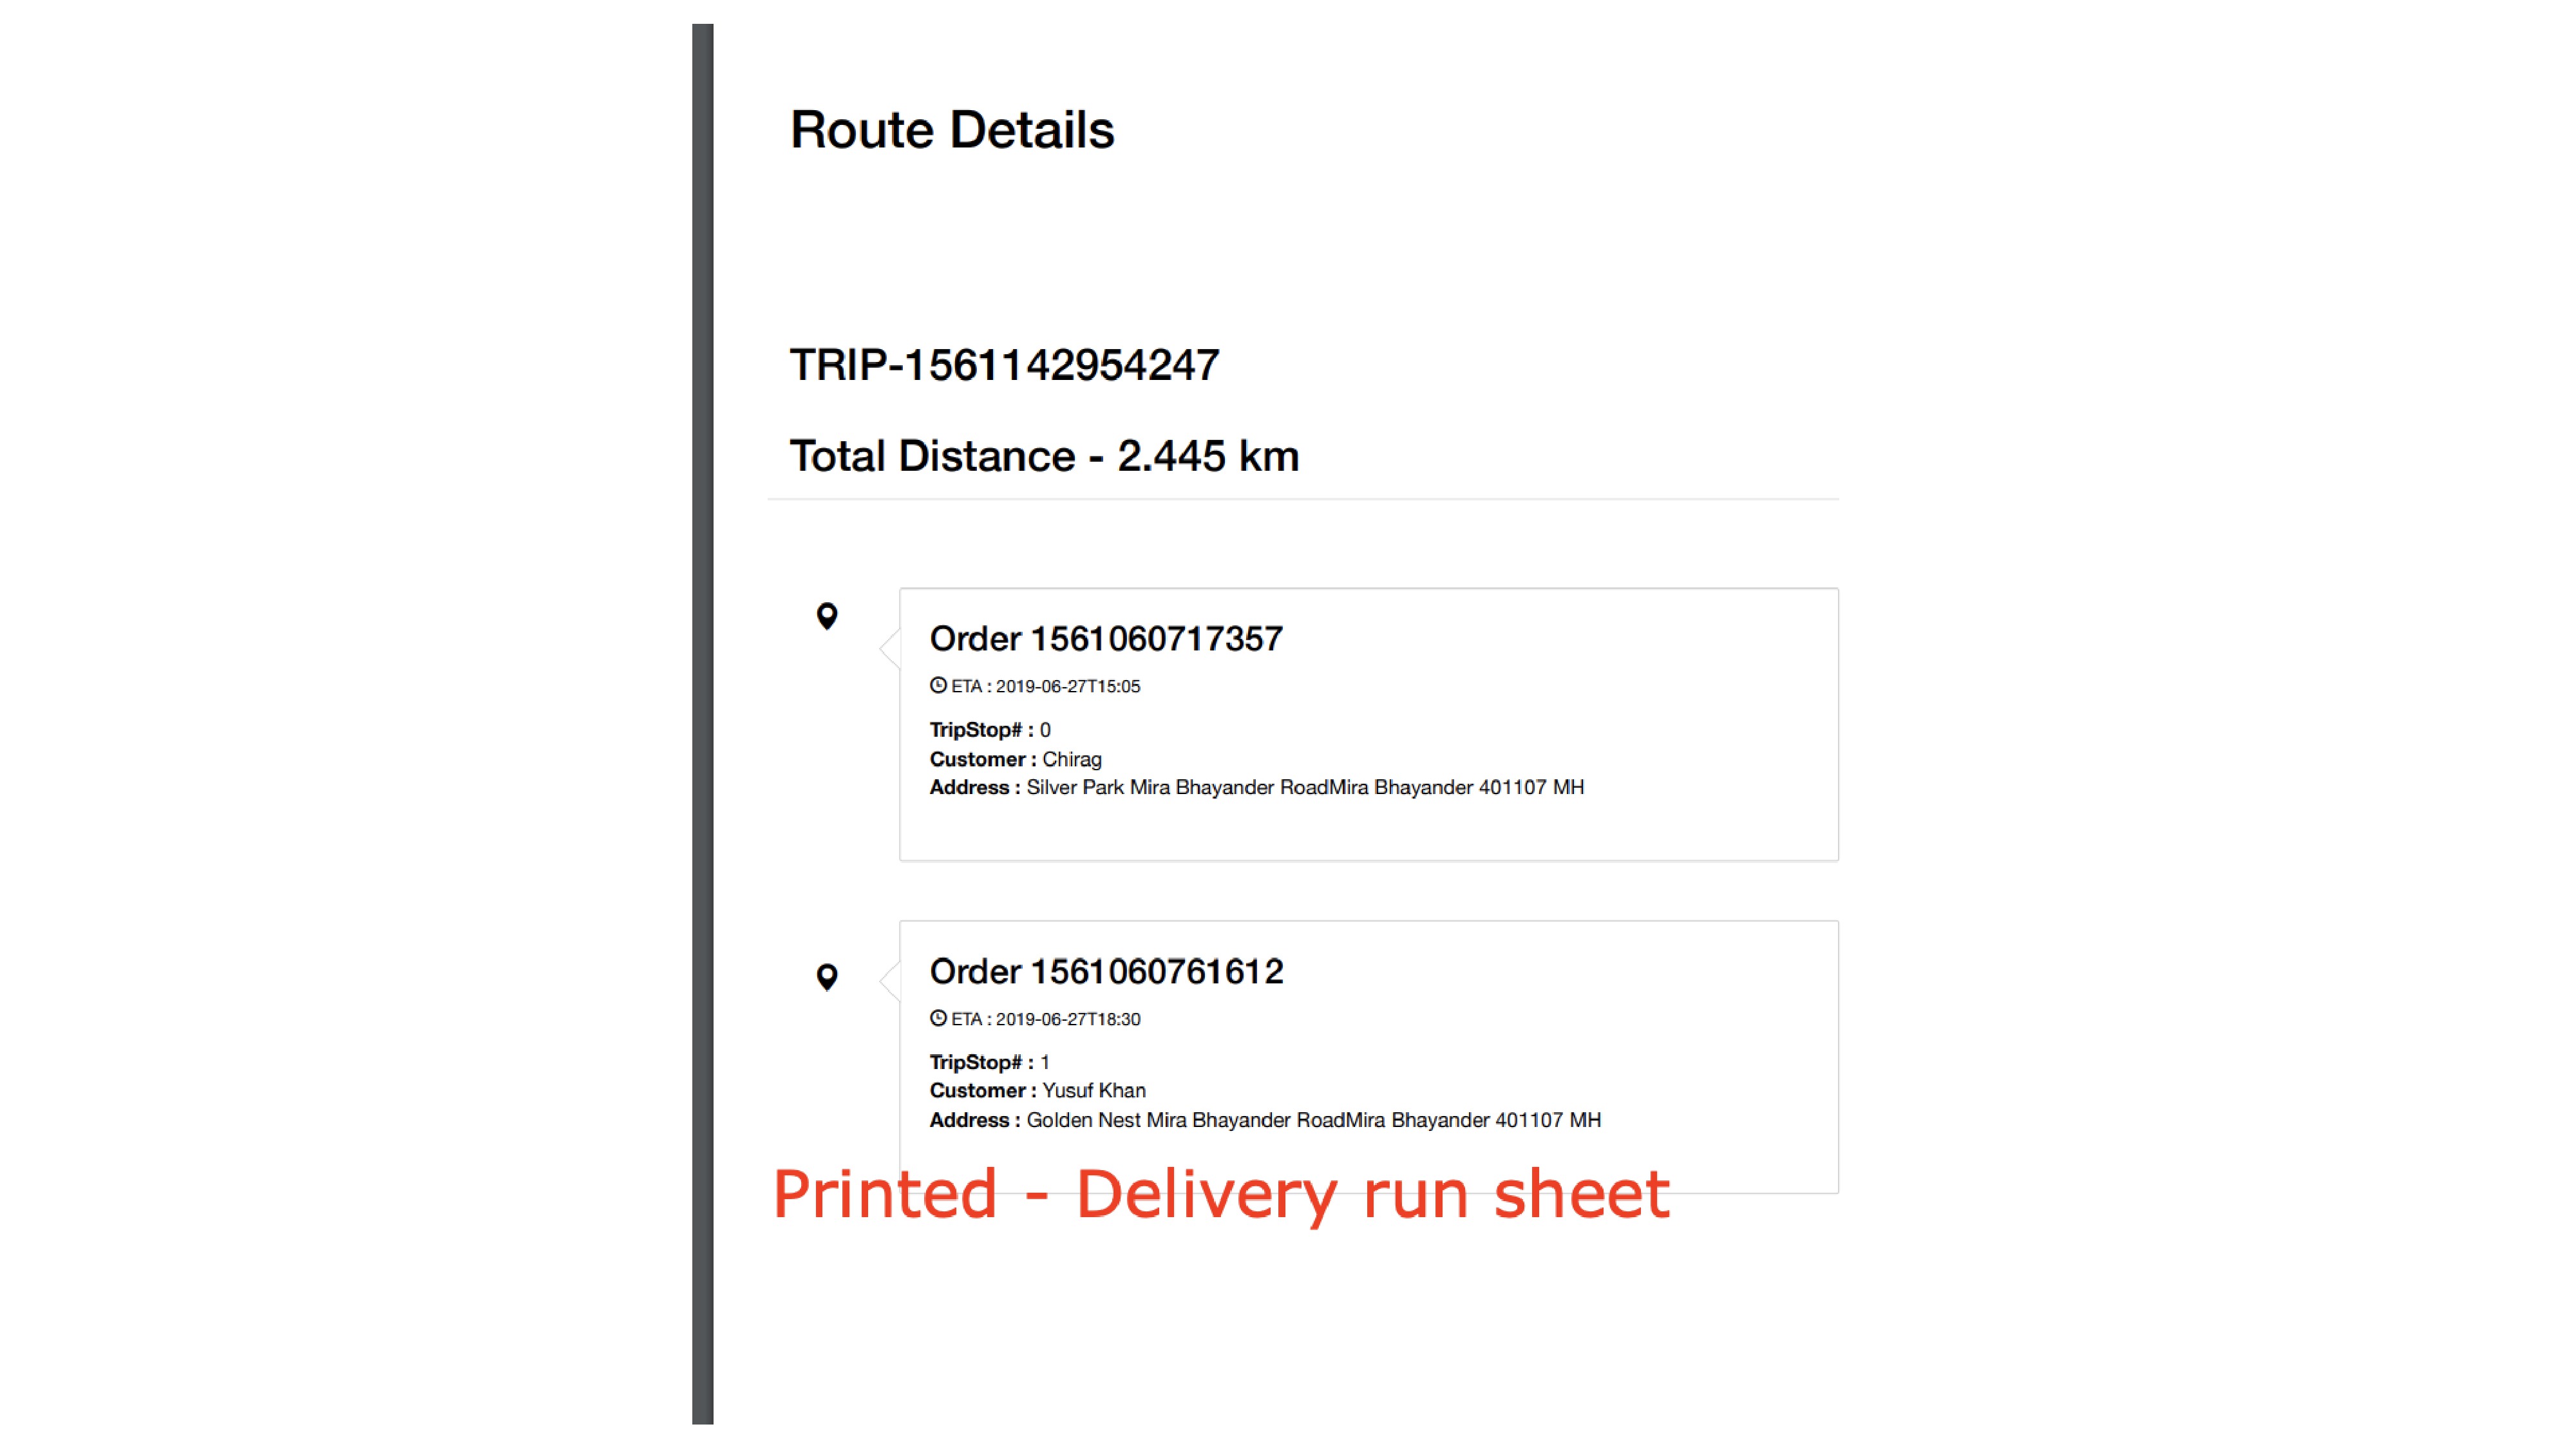 Route Details
TRIP-1561142954247
Total Distance - 2.445 km
Order 1561060717357
ETA : 2019-06-27T15:05
TripStop# : 0
Customer : Chirag
Address : Silver Park Mira Bhayander RoadMira Bhayander 401107 MH
Order 1561060761612
ETA : 2019-06-27T18:30
TripStop# : 1
Customer : Yusuf Khan
Address : Golden Nest Mira Bhayander RoadMira Bhayander 401107 MH
Printed - Delivery run sheet